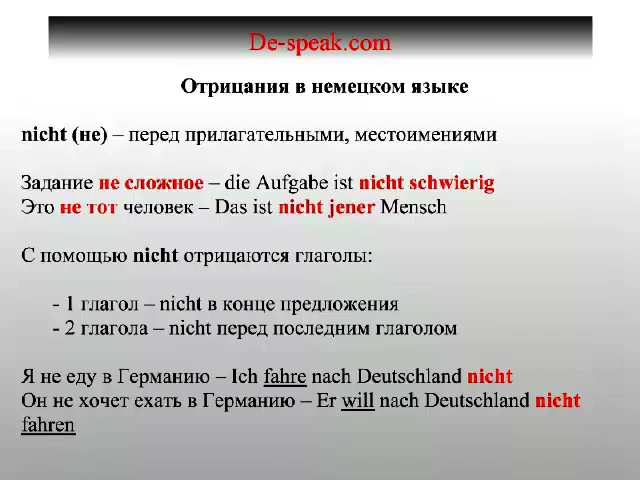 De-speak.com
Отрицания в немецком языке
nicht (не) – перед прилагательными, местоимениями
Задание не сложное – die Aufgabe ist nicht schwierig
Это не тот человек – Das ist nicht jener Mensch
С помощью nicht отрицаются глаголы:
- 1 глагол – nicht в конце предложения
- 2 глагола – nicht перед последним глаголом
Я не еду в Германию – Ich fahre nach Deutschland nicht
Он не хочет ехать в Германию – Er will nach Deutschland nicht
fahren